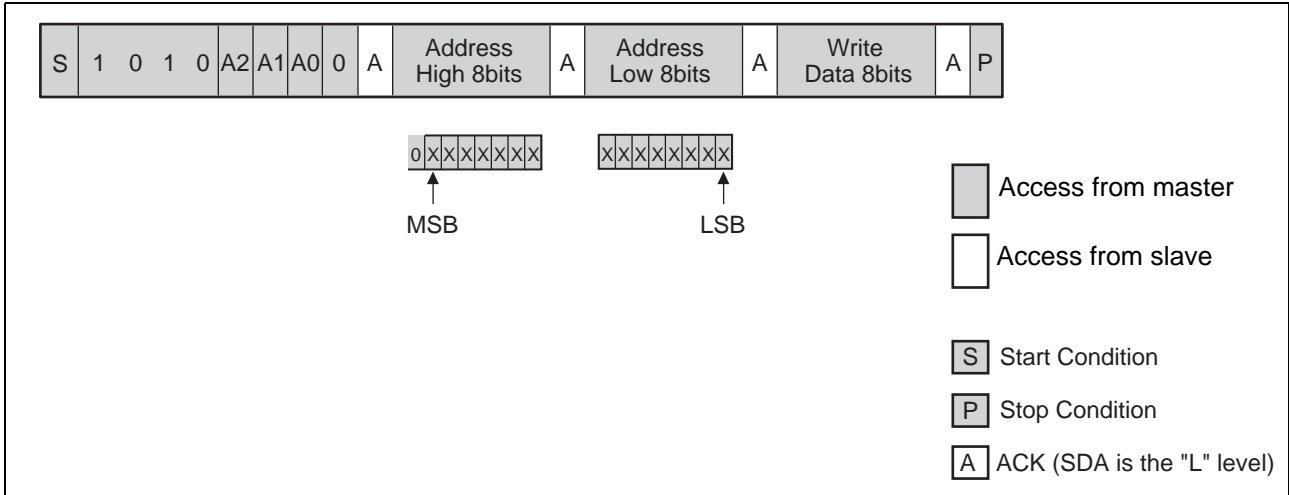 S 1 0 1 0 A2 A1 A0 0 A Address High 8bits A Address Low 8bits A Write Data 8bits A P
0 X X X X X X X X X X X X X X X
MSB LSB
Access from master
Access from slave
S Start Condition
P Stop Condition
A ACK (SDA is the "L" level)